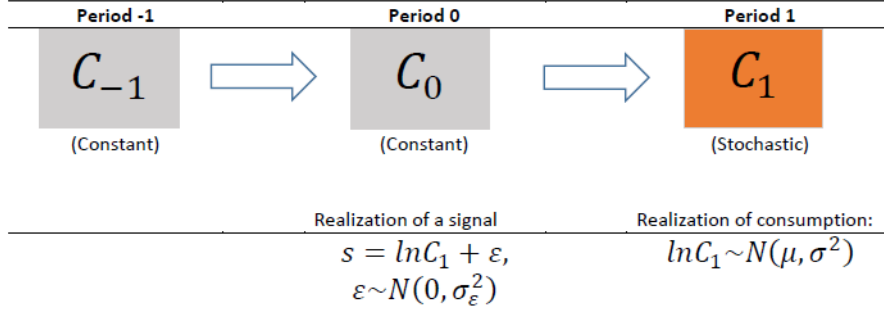 Period -1 Period 0 Period 1
C₋₁ C₀ C₁
(Constant) (Constant) (Stochastic)
Realization of a signal Realization of consumption:
s = lnC₁ + ε, lnC₁~N(μ, σ²)
ε~N(0, σ_ε²)